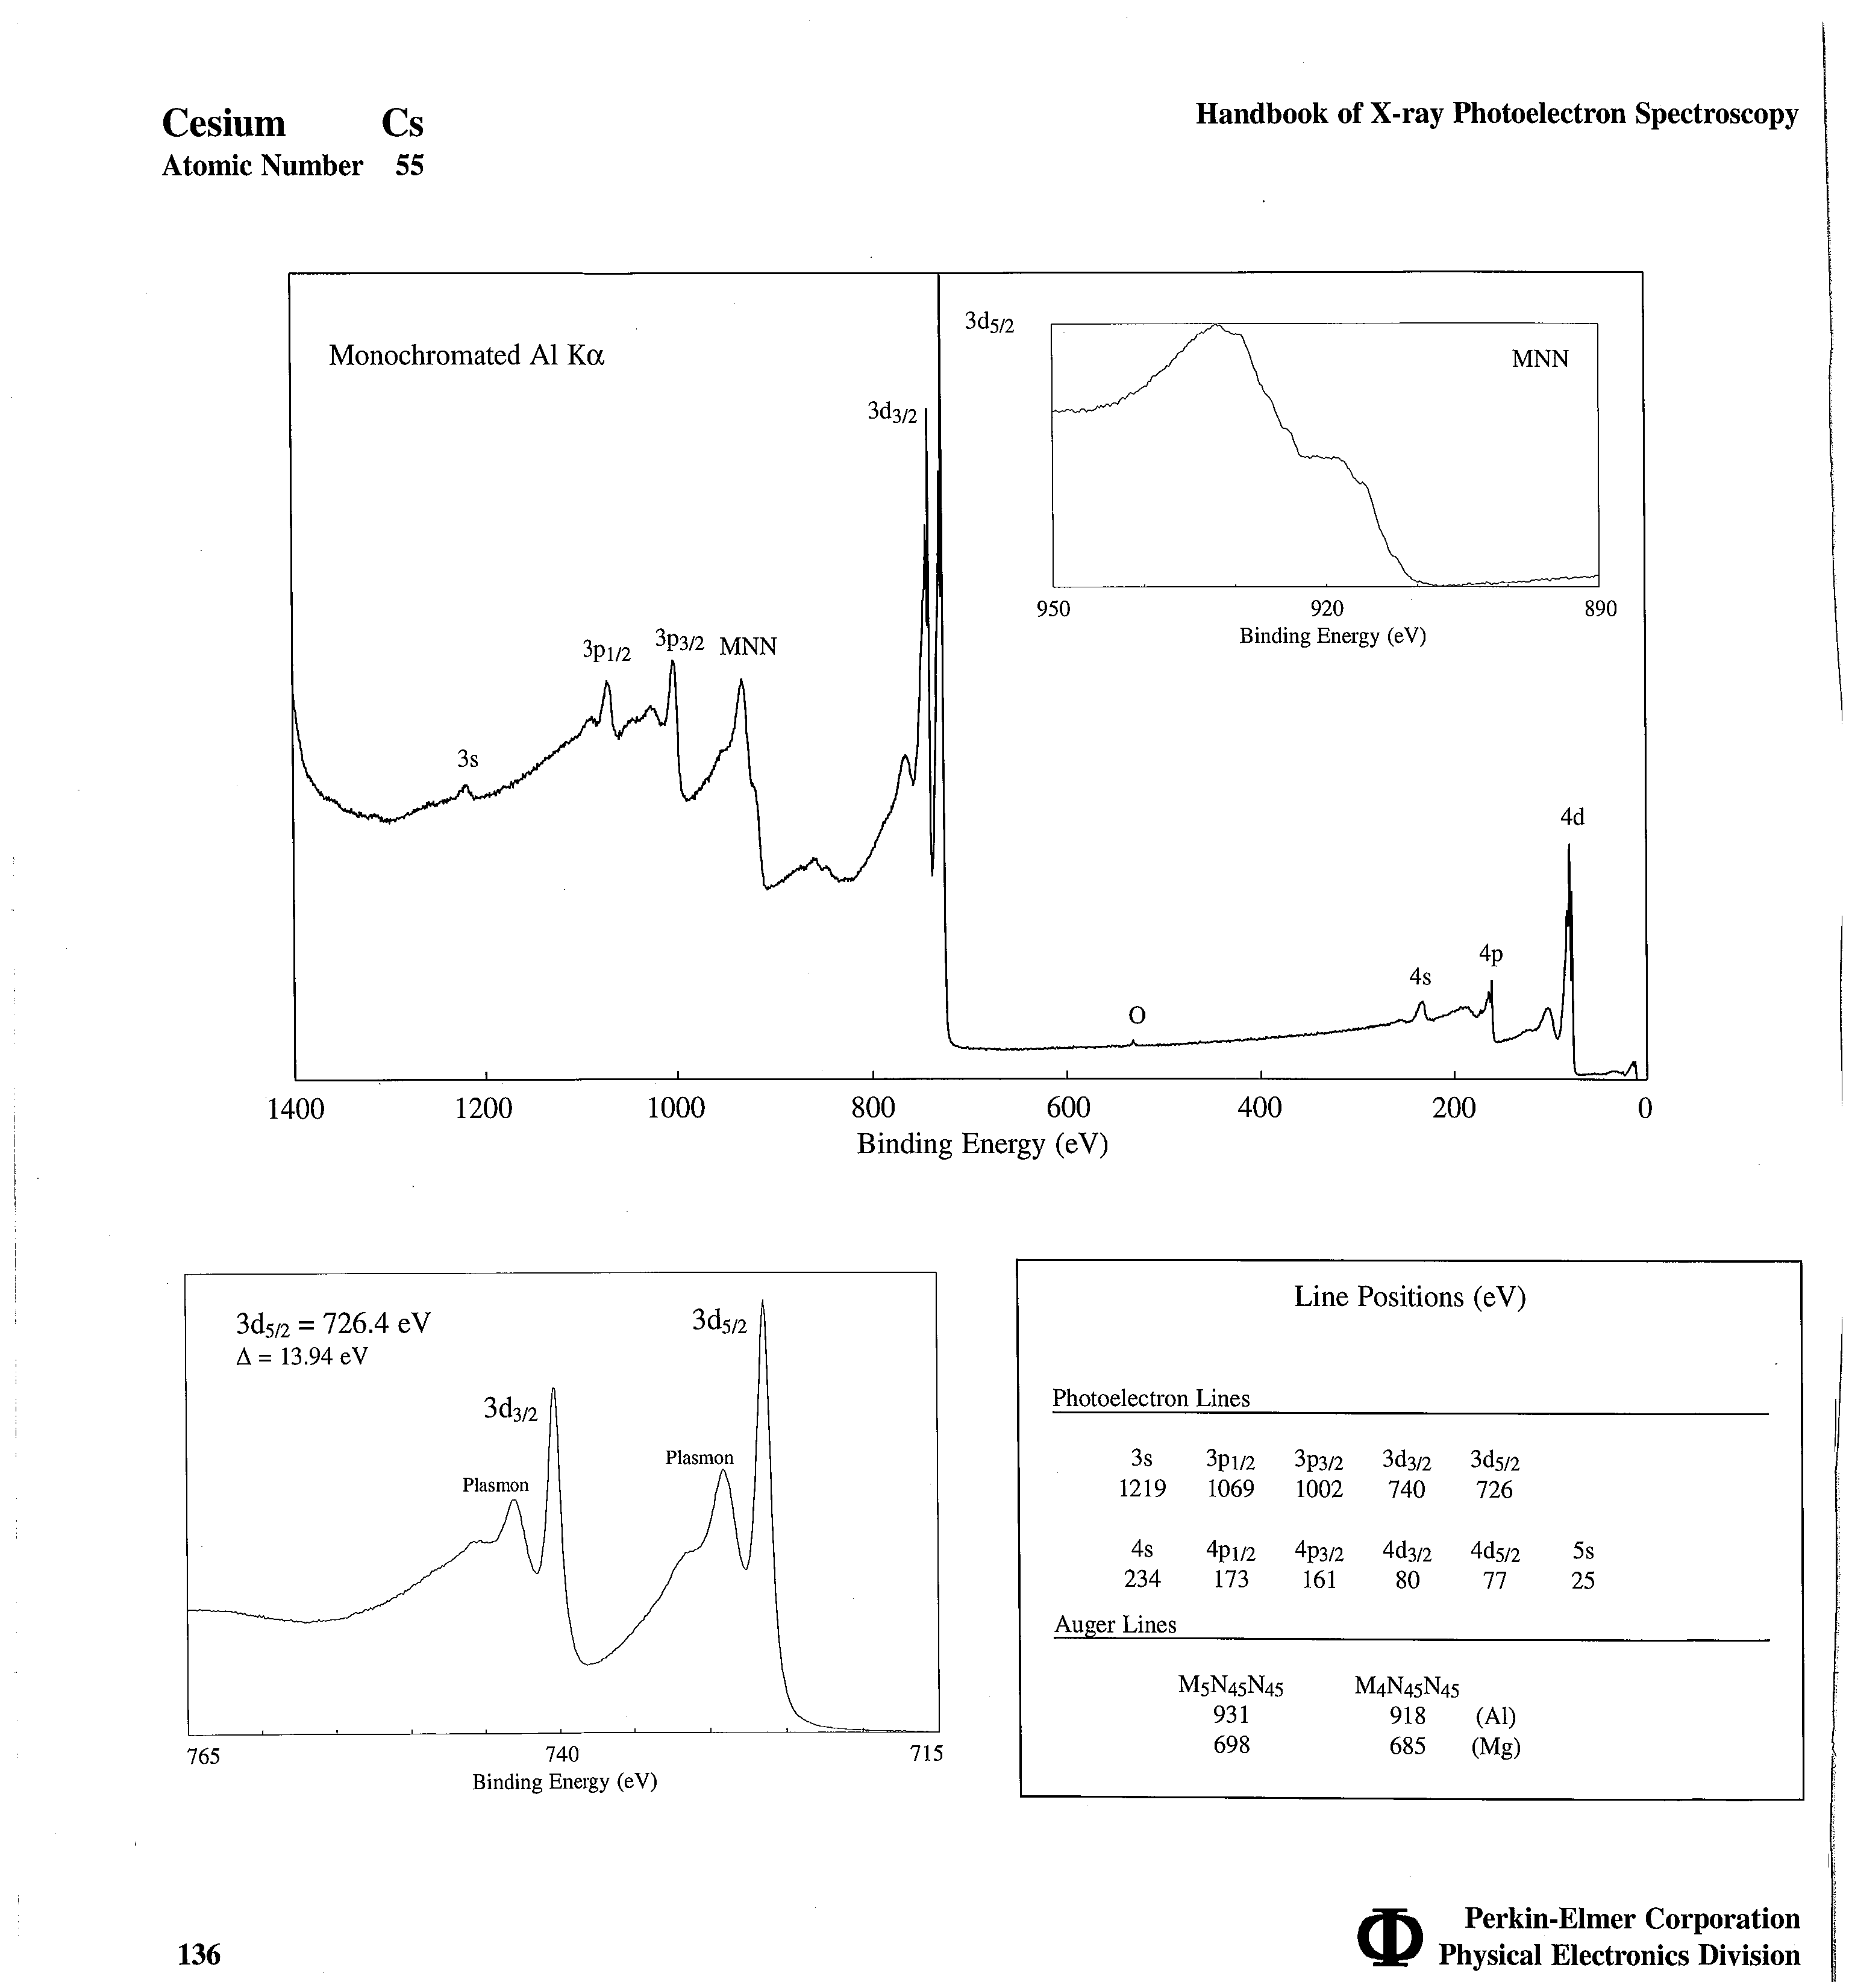 Cesium Cs
Atomic Number 55
Handbook of X-ray Photoelectron Spectroscopy
Monochromated Al Kα
3d5/2
MNN
3d3/2
950 920 890
Binding Energy (eV)
3p1/2 3p3/2 MNN
3s
4d
4p
4s
O
1400 1200 1000 800 600 400 200 0
Binding Energy (eV)
3d5/2 = 726.4 eV
Δ = 13.94 eV
3d5/2
3d3/2
Plasmon
Plasmon
765 740 715
Binding Energy (eV)
Line Positions (eV)
Photoelectron Lines
3s 3p1/2 3p3/2 3d3/2 3d5/2
1219 1069 1002 740 726
4s 4p1/2 4p3/2 4d3/2 4d5/2 5s
234 173 161 80 77 25
Auger Lines
M5N45N45 M4N45N45
931 918 (Al)
698 685 (Mg)
136
Perkin-Elmer Corporation
Physical Electronics Division